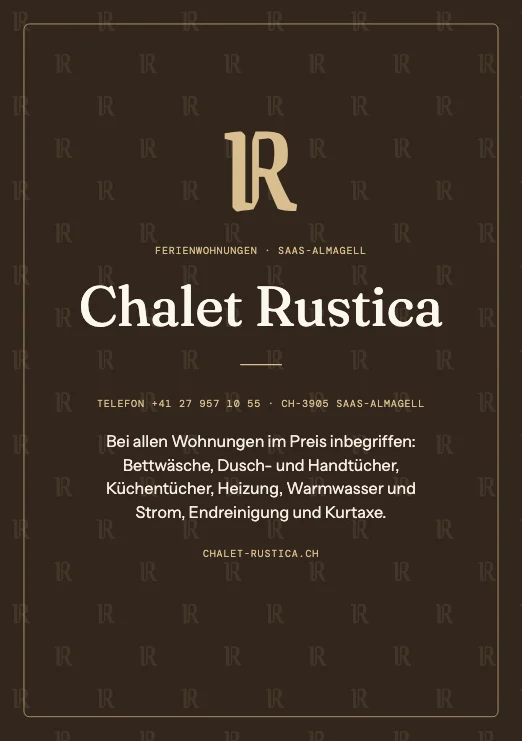 R
FERIENWOHNUNGEN · SAAS-ALMAGELL
Chalet Rustica
TELEFON +41 27 957 10 55 · CH-3905 SAAS-ALMAGELL
Bei allen Wohnungen im Preis inbegriffen:
Bettwäsche, Dusch- und Handtücher,
Küchentücher, Heizung, Warmwasser und
Strom, Endreinigung und Kurtaxe.
CHALET-RUSTICA.CH